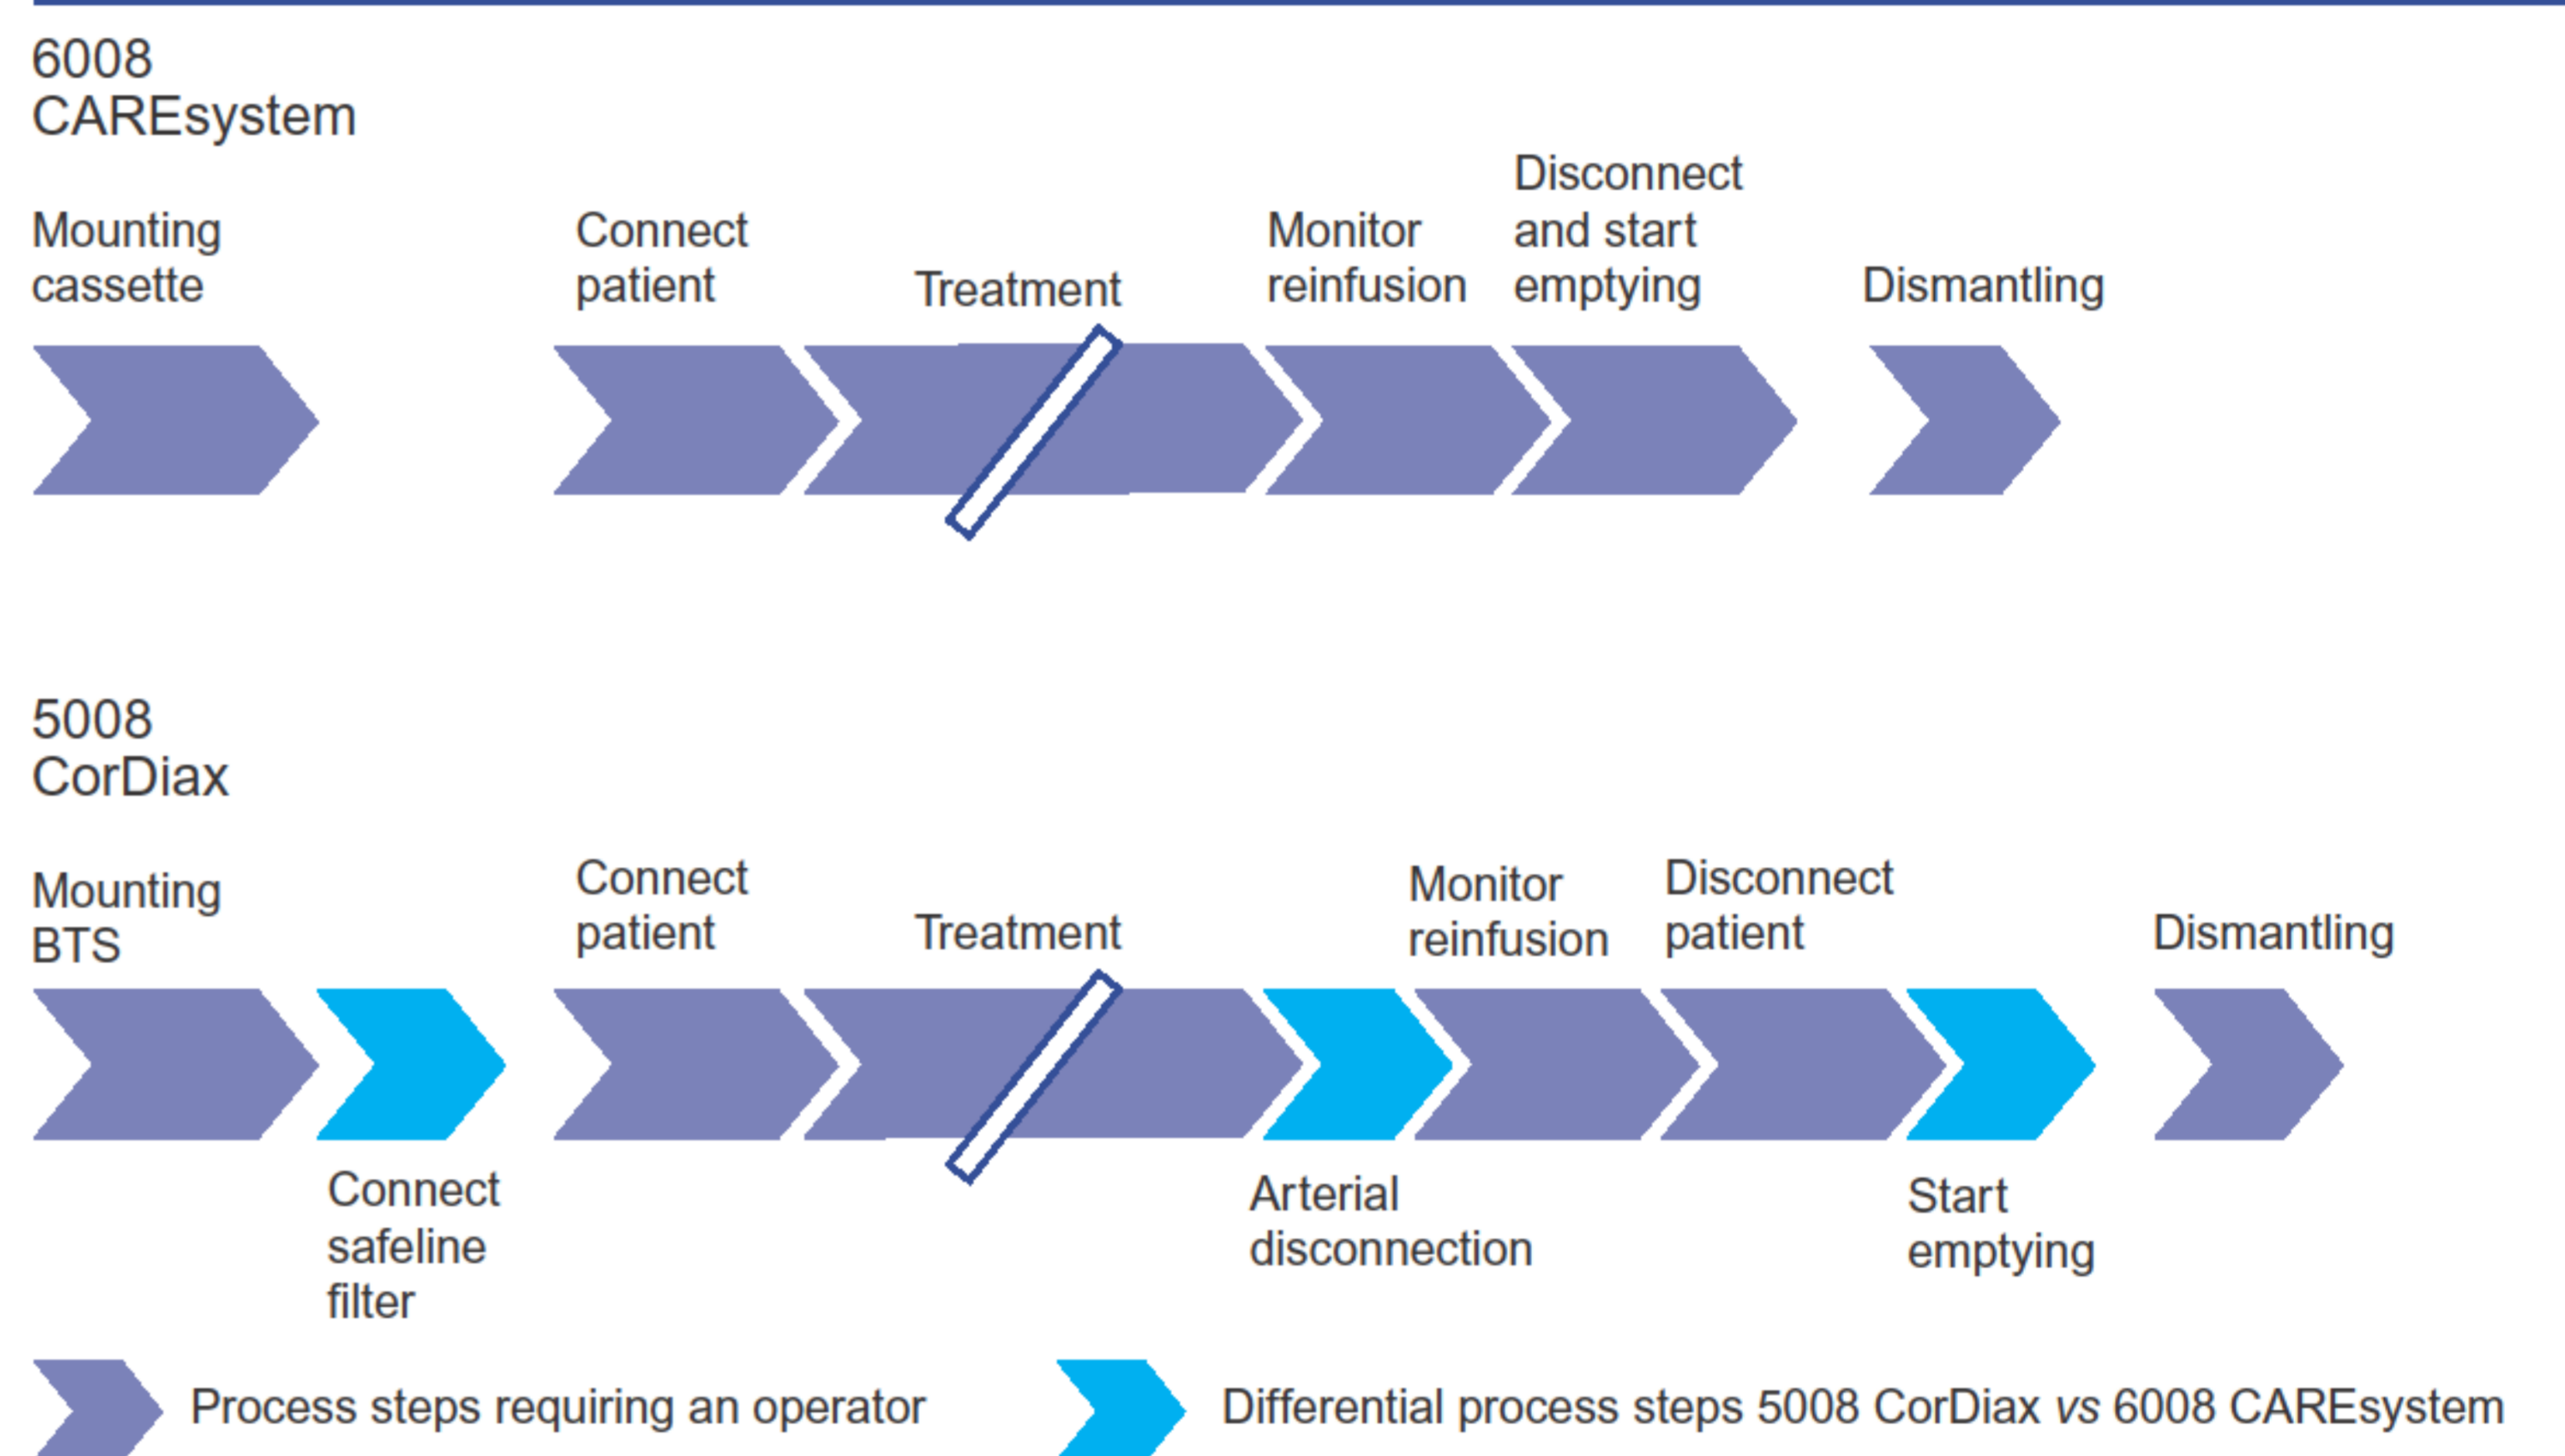 6008
CAREsystem
Mounting
cassette
Connect
patient
Treatment
Monitor
reinfusion
Disconnect
and start
emptying
Dismantling
5008
CorDiax
Mounting
BTS
Connect
safeline
filter
Connect
patient
Treatment
Arterial
disconnection
Monitor
reinfusion
Disconnect
patient
Start
emptying
Dismantling
Process steps requiring an operator
Differential process steps 5008 CorDiax vs 6008 CAREsystem